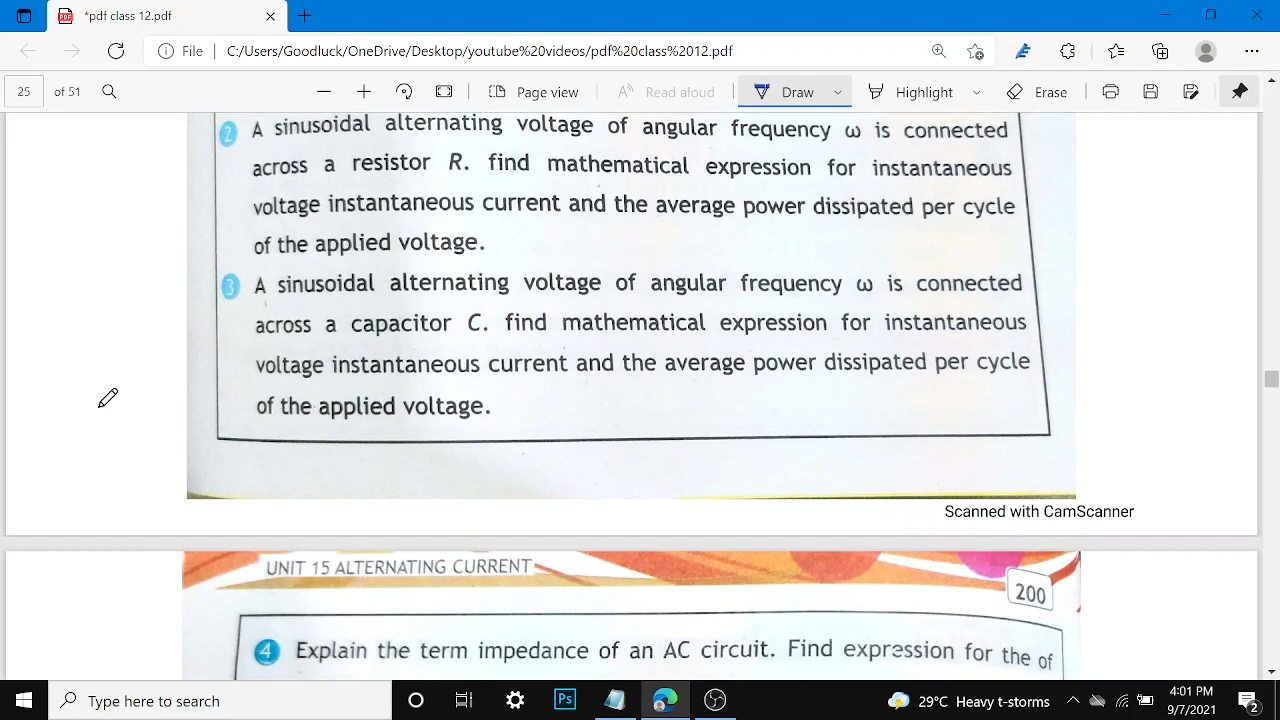 *pdf class 12.pdf
File
C:/Users/Goodluck/OneDrive/Desktop/youtube%20videos/pdf%20class%2012.pdf
25 of 51
Page view
Read aloud
Draw
Highlight
Erase
2 A sinusoidal alternating voltage of angular frequency ω is connected
across a resistor R. find mathematical expression for instantaneous
voltage instantaneous current and the average power dissipated per cycle
of the applied voltage.
3 A sinusoidal alternating voltage of angular frequency ω is connected
across a capacitor C. find mathematical expression for instantaneous
voltage instantaneous current and the average power dissipated per cycle
of the applied voltage.
Scanned with CamScanner
UNIT 15 ALTERNATING CURRENT
200
4 Explain the term impedance of an AC circuit. Find expression for the of
Type here to search
Ps
29°C Heavy t-storms
4:01 PM
9/7/2021
2